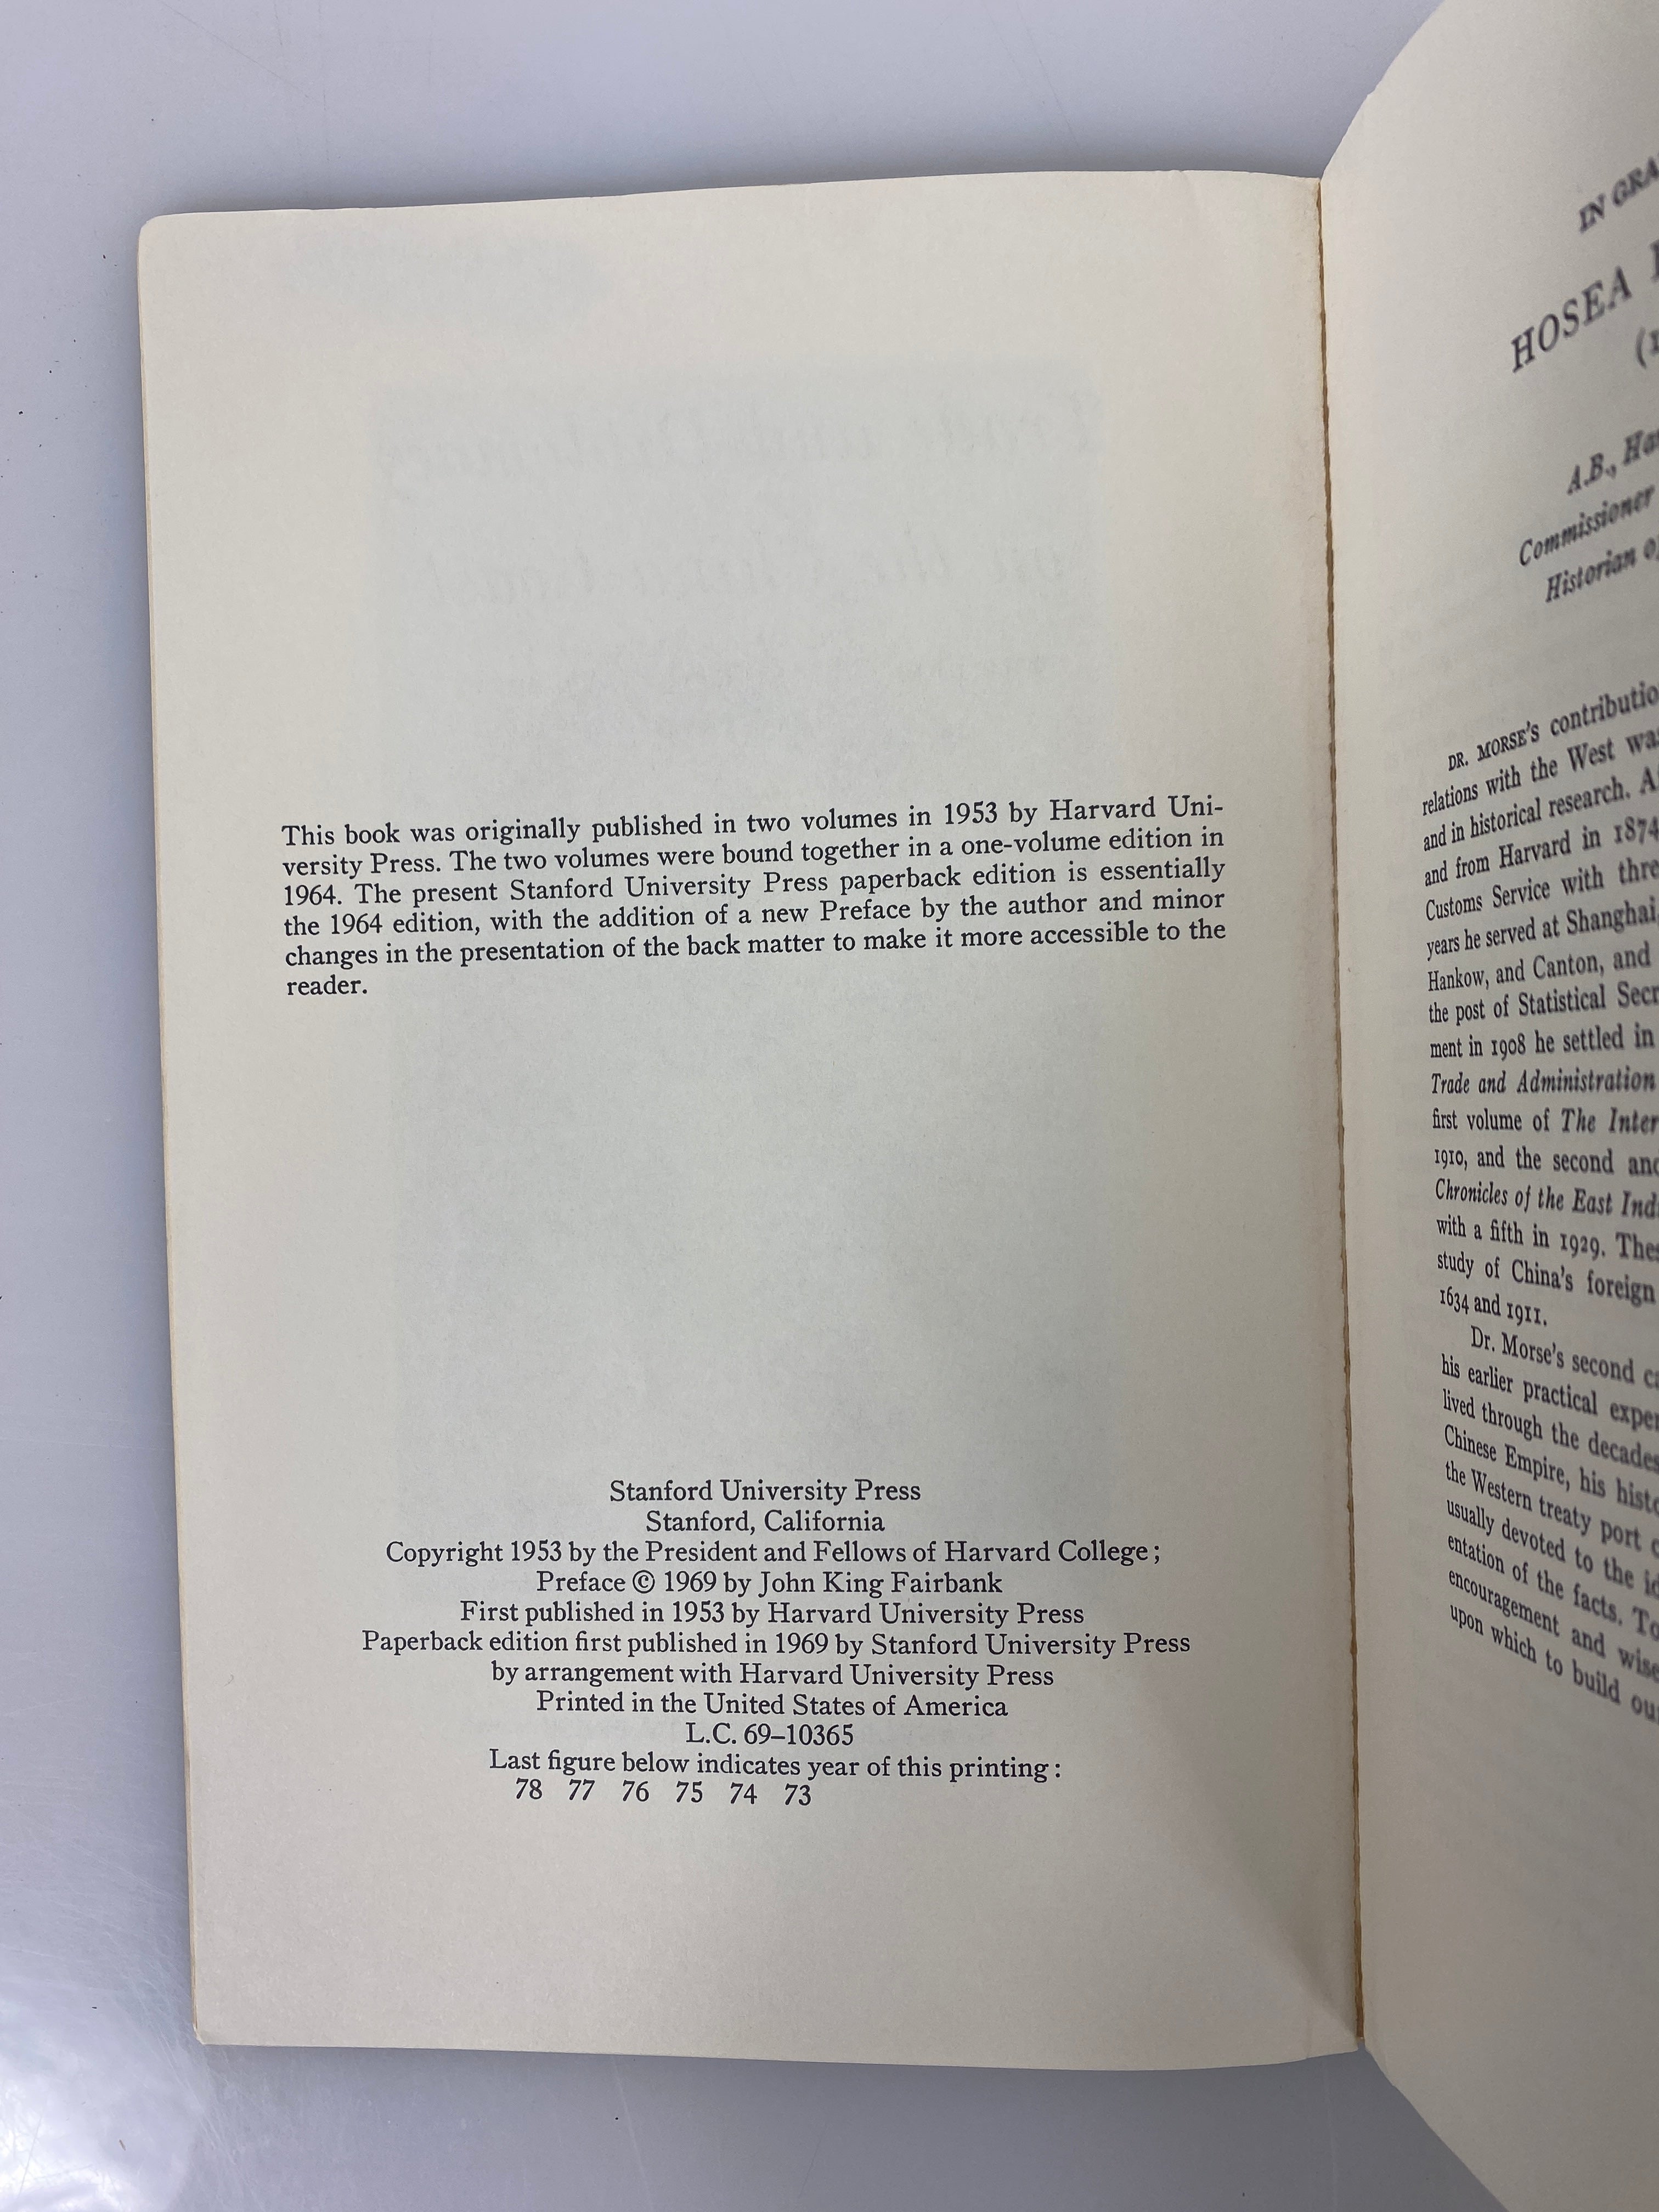 This book was originally published in two volumes in 1953 by Harvard Uni-
versity Press. The two volumes were bound together in a one-volume edition in
1964. The present Stanford University Press paperback edition is essentially
the 1964 edition, with the addition of a new Preface by the author and minor
changes in the presentation of the back matter to make it more accessible to the
reader.
Stanford University Press
Stanford, California
Copyright 1953 by the President and Fellows of Harvard College;
Preface © 1969 by John King Fairbank
First published in 1953 by Harvard University Press
Paperback edition first published in 1969 by Stanford University Press
by arrangement with Harvard University Press
Printed in the United States of America
L.C. 69–10365
Last figure below indicates year of this printing:
78 77 76 75 74 73
IN
HOSEA
A.B.,
Commissioner
Historian
DR. MORSE'S
relations with the West
and in historical research.
and from Harvard in 1874
Customs Service with
years he served at Shanghai,
Hankow, and Canton, and
the post of Statistical
ment in 1908 he settled in
Trade and Administration
first volume of The
1910, and the second
Chronicles of the East
with a fifth in 1929.
study of China's foreign
1634 and 1911.
Dr. Morse's second
his earlier practical
lived through the decades
Chinese Empire, his
the Western treaty port
usually devoted to the
entation of the facts.
encouragement and
upon which to build